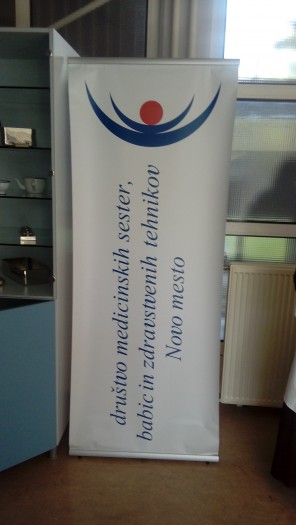 društvo medicinskih sester,
babic in zdravstvenih tehnikov
Novo mesto